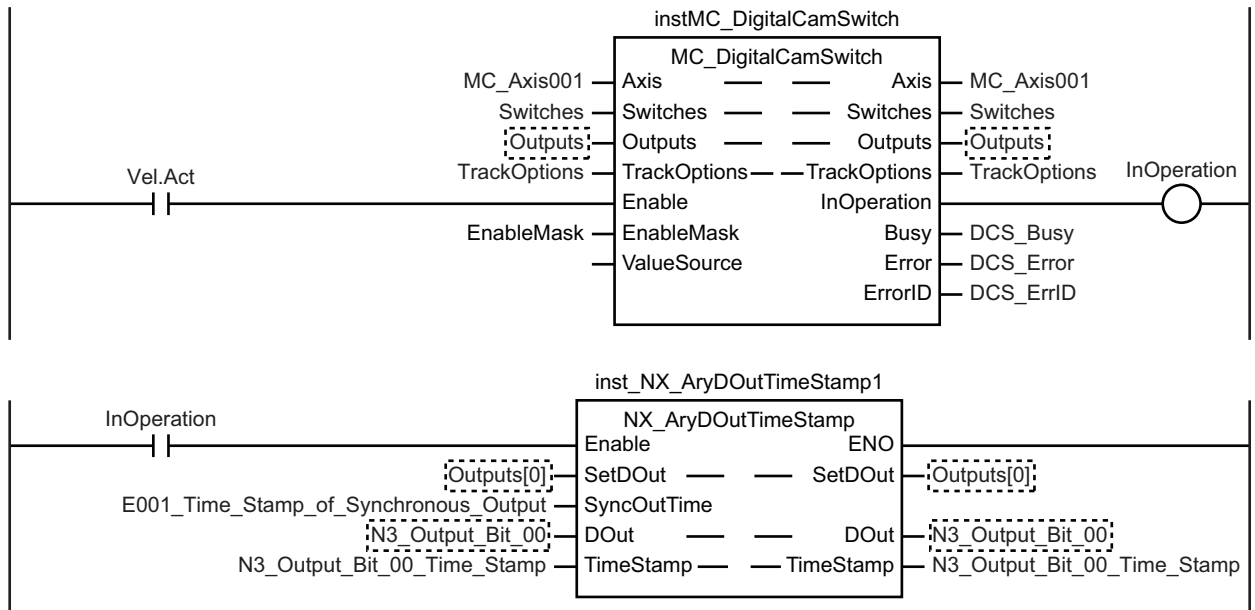 instMC_DigitalCamSwitch
MC_DigitalCamSwitch
MC_Axis001 Axis Axis MC_Axis001
Switches Switches Switches Switches
Outputs Outputs Outputs Outputs
TrackOptions TrackOptions TrackOptions TrackOptions
Vel.Act Enable InOperation InOperation
EnableMask EnableMask Busy DCS_Busy
ValueSource Error DCS_Error
ErrorID DCS_ErrID
inst_NX_AryDOutTimeStamp1
NX_AryDOutTimeStamp
InOperation Enable ENO
Outputs[0] SetDOut SetDOut Outputs[0]
E001_Time_Stamp_of_Synchronous_Output SyncOutTime
N3_Output_Bit_00 DOut DOut N3_Output_Bit_00
N3_Output_Bit_00_Time_Stamp TimeStamp TimeStamp N3_Output_Bit_00_Time_Stamp